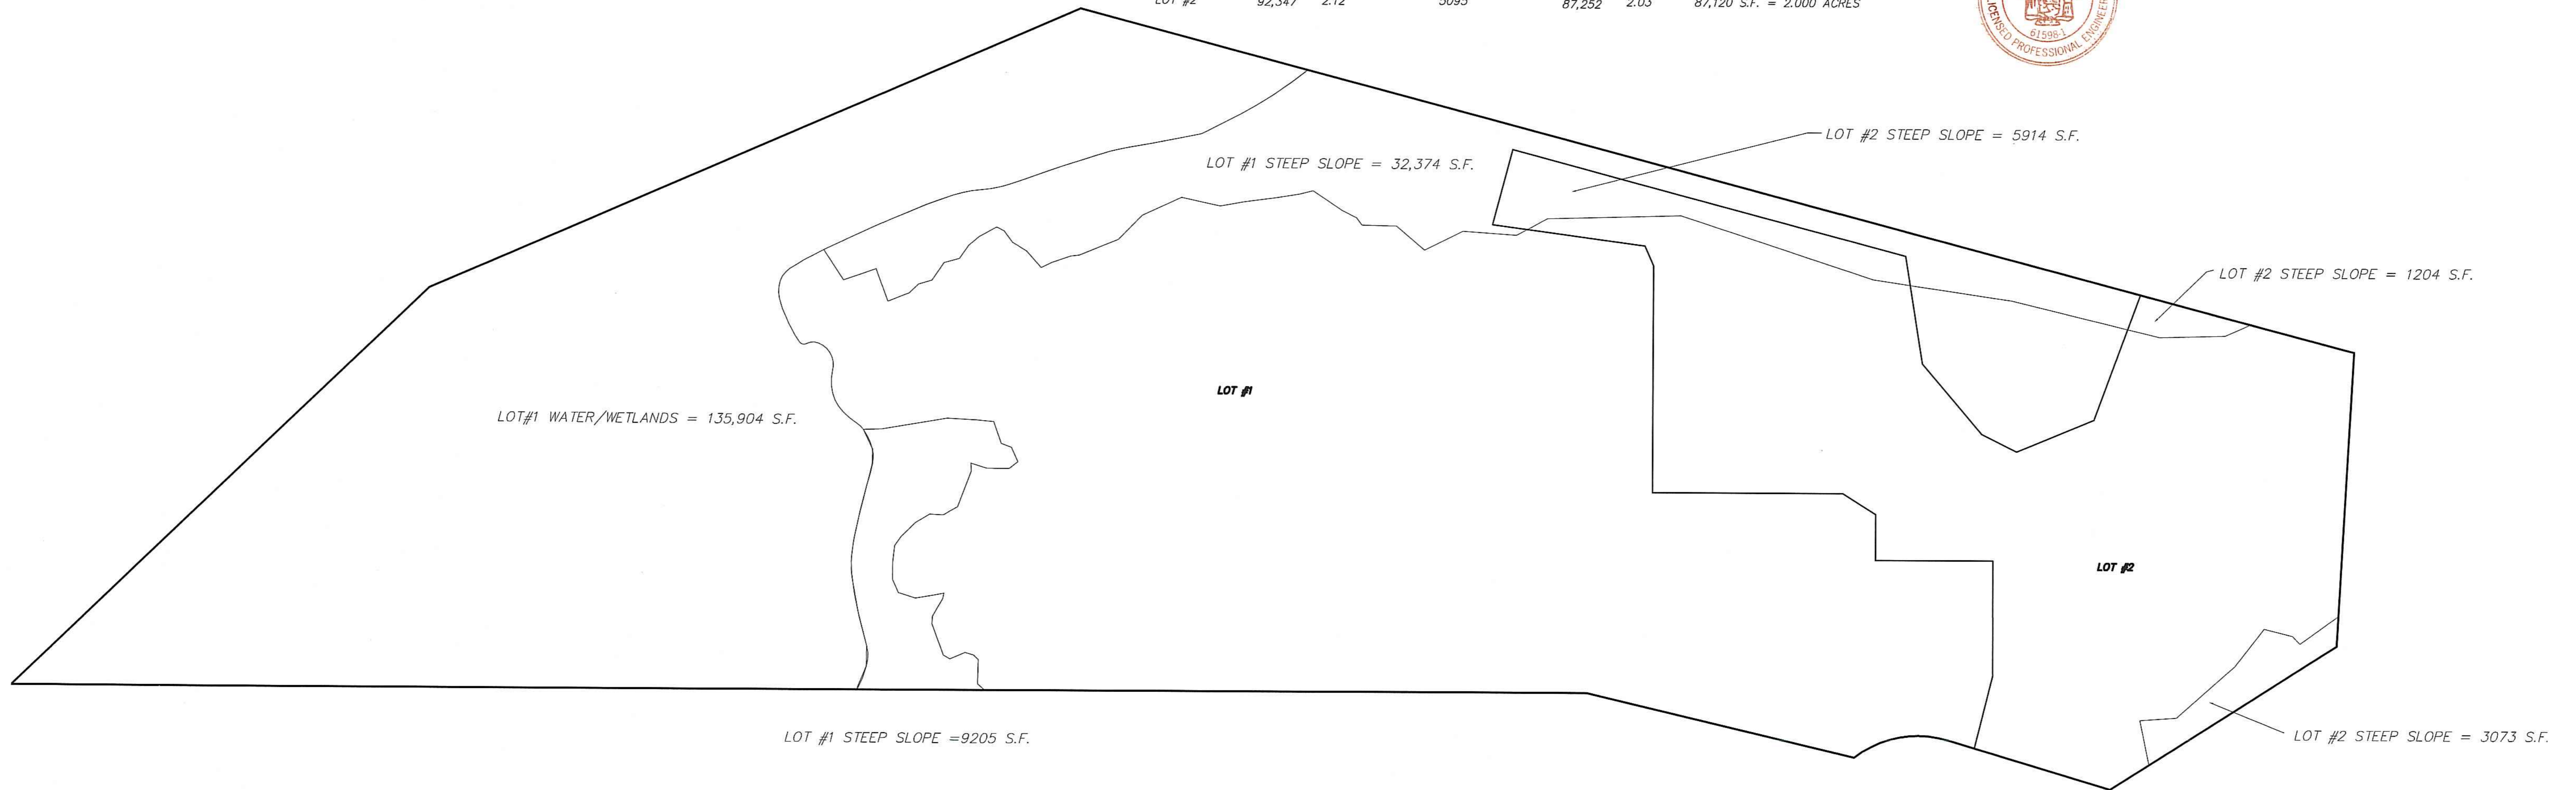 LOT #2 92,347 2.12 5095 87,252 2.03 87,120 S.F. = 2.000 ACRES
61598-1
LICENSED PROFESSIONAL ENGINEER
LOT #2 STEEP SLOPE = 5914 S.F.
LOT #1 STEEP SLOPE = 32,374 S.F.
LOT #2 STEEP SLOPE = 1204 S.F.
LOT #1
LOT#1 WATER/WETLANDS = 135,904 S.F.
LOT #2
LOT #1 STEEP SLOPE =9205 S.F.
LOT #2 STEEP SLOPE = 3073 S.F.